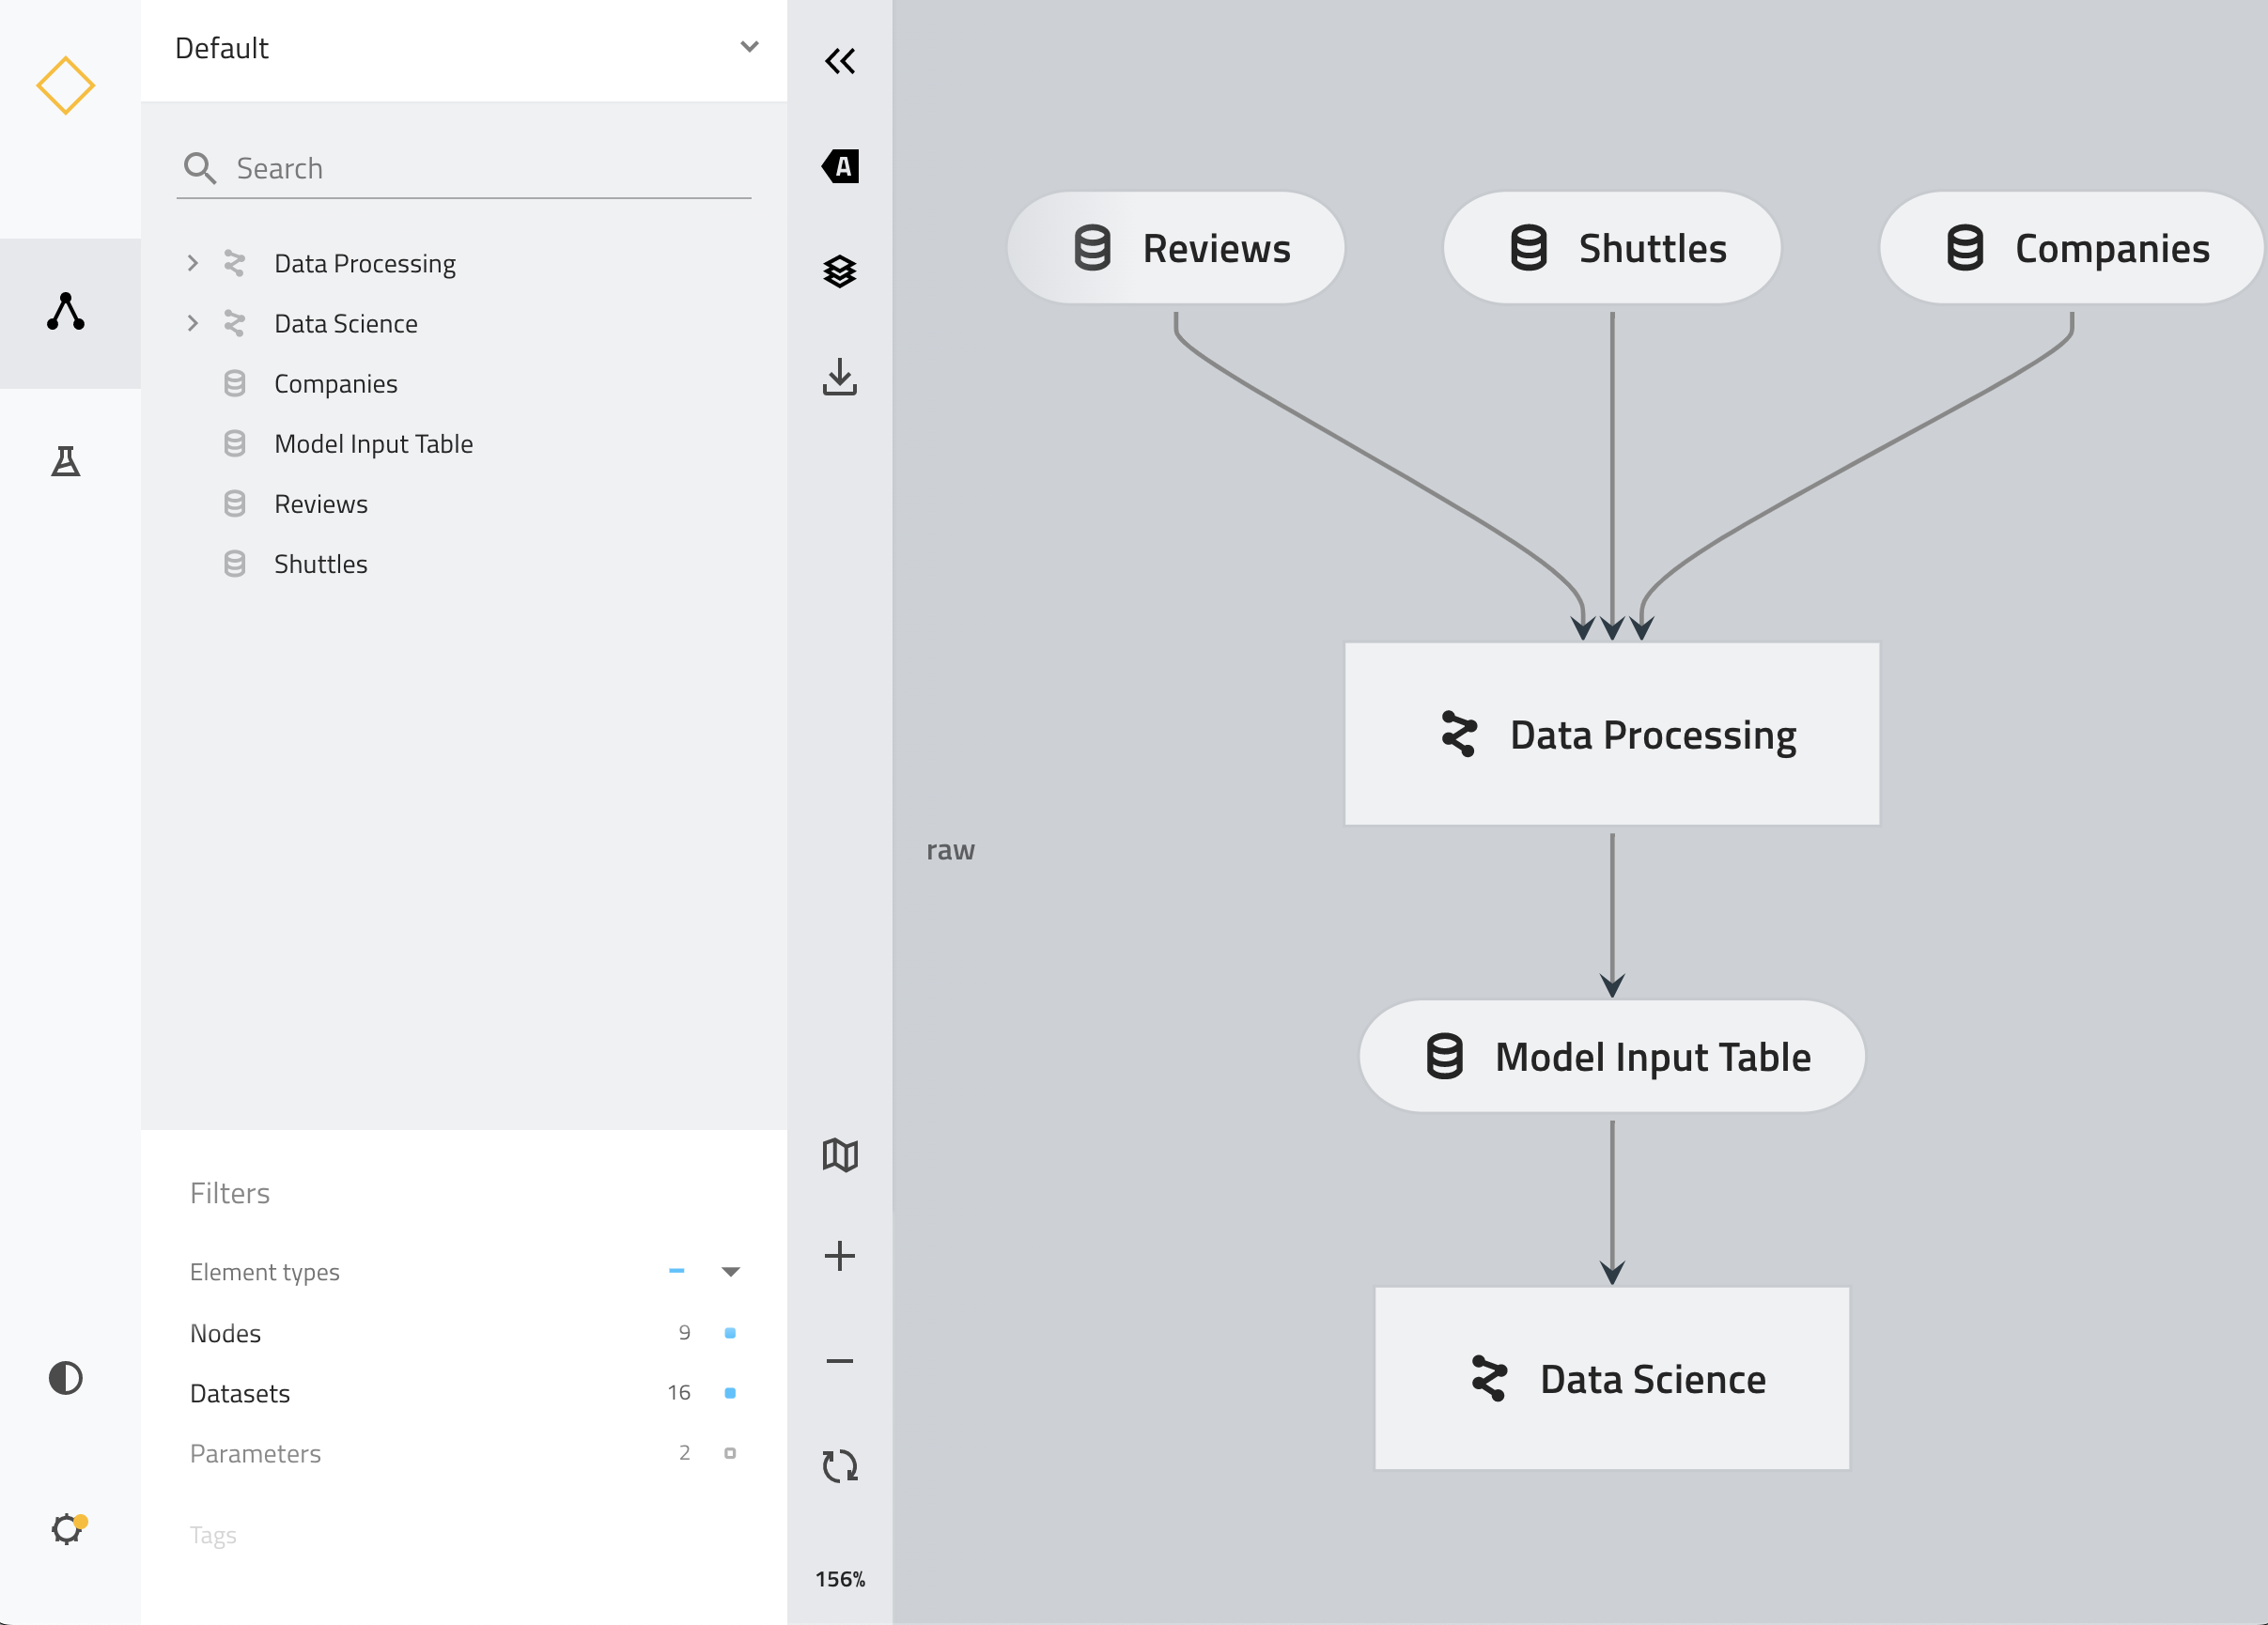 Default
Search
Data Processing
Data Science
Companies
Model Input Table
Reviews
Shuttles
Filters
Element types
Nodes 9
Datasets 16
Parameters 2
Tags
A
156%
raw
Reviews
Shuttles
Companies
Data Processing
Model Input Table
Data Science